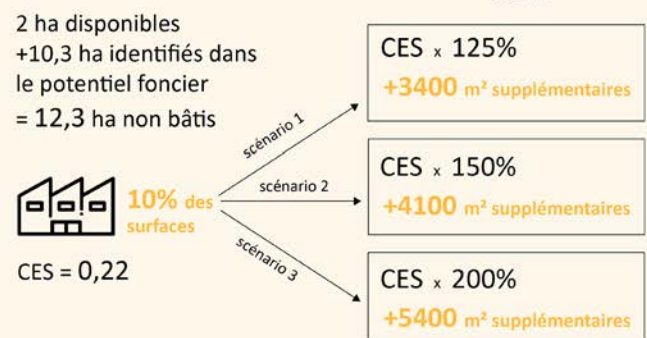 2 ha disponibles
+10,3 ha identifiés dans
le potentiel foncier
= 12,3 ha non bâtis
10% des
surfaces
CES = 0,22
scénario 1
scénario 2
scénario 3
CES x 125%
+3400 m² supplémentaires
CES x 150%
+4100 m² supplémentaires
CES x 200%
+5400 m² supplémentaires